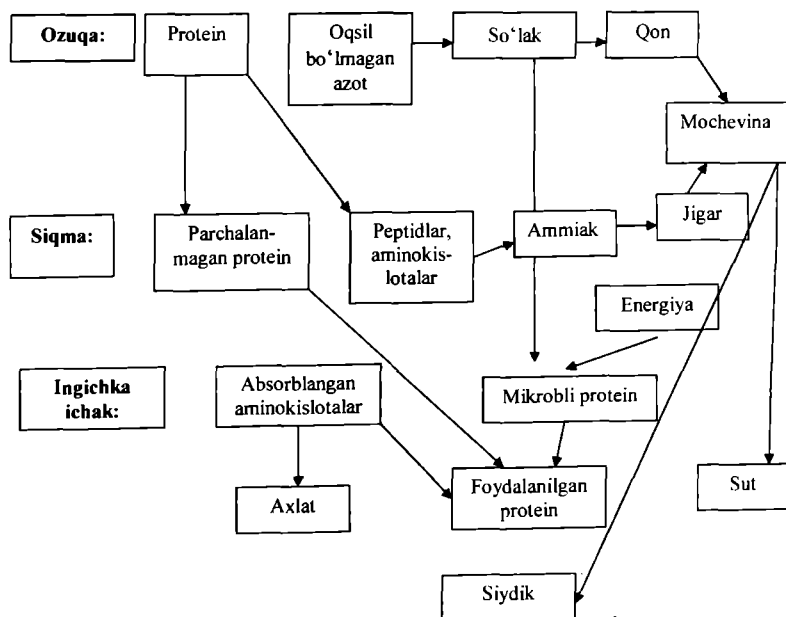 Ozuqa:
Protein
Oqsil
bo‘lmagan
azot
So‘lak
Qon
Mochevina
Siqma:
Parchalan-
magan protein
Peptidlar,
aminokis-
lotalar
Ammiak
Jigar
Energiya
Ingichka
ichak:
Absorblangan
aminokislotalar
Mikrobli protein
Axlat
Foydalanilgan
protein
Sut
Siydik